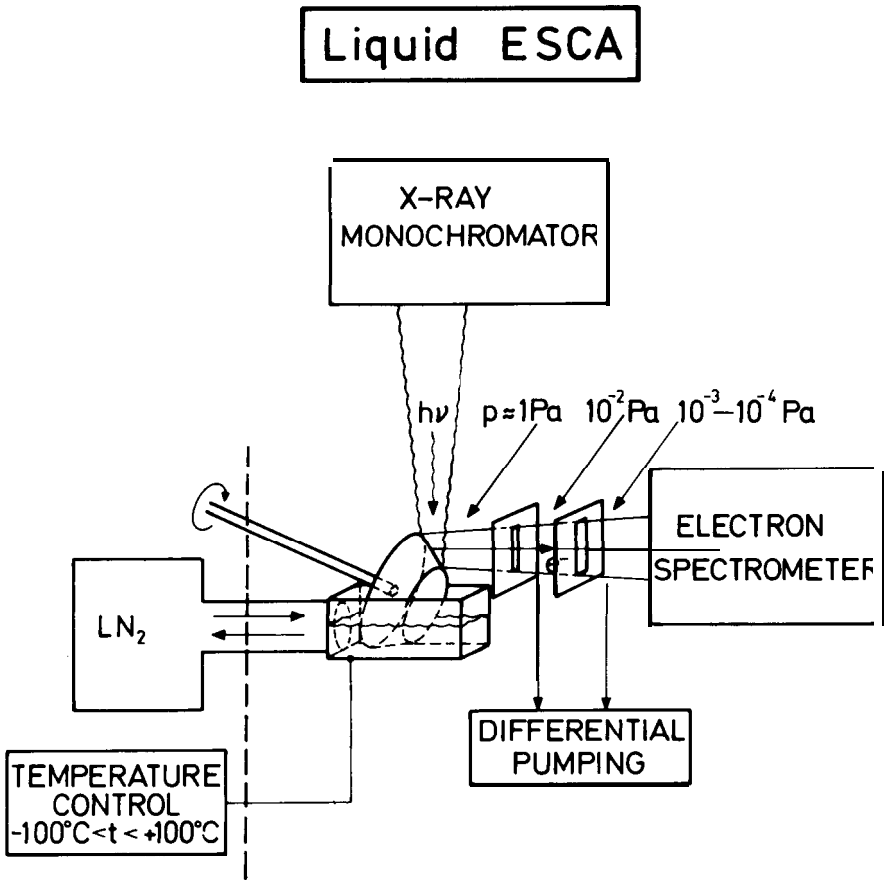 Liquid ESCA
X-RAY
MONOCHROMATOR
hν
p≈1Pa 10⁻²Pa 10⁻³-10⁻⁴Pa
ELECTRON
SPECTROMETER
e⁻
LN₂
DIFFERENTIAL
PUMPING
TEMPERATURE
CONTROL
-100°C<t<+100°C